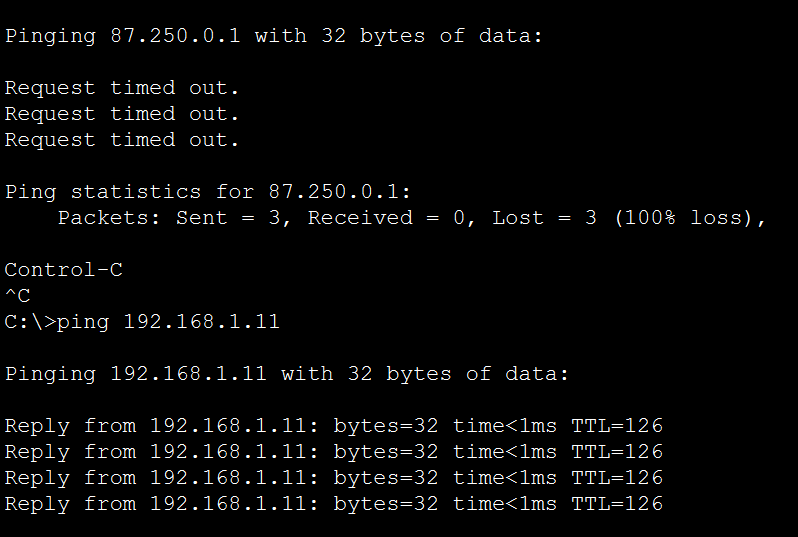 Pinging 87.250.0.1 with 32 bytes of data:
Request timed out.
Request timed out.
Request timed out.
Ping statistics for 87.250.0.1:
    Packets: Sent = 3, Received = 0, Lost = 3 (100% loss),
Control-C
^C
C:\>ping 192.168.1.11
Pinging 192.168.1.11 with 32 bytes of data:
Reply from 192.168.1.11: bytes=32 time<1ms TTL=126
Reply from 192.168.1.11: bytes=32 time<1ms TTL=126
Reply from 192.168.1.11: bytes=32 time<1ms TTL=126
Reply from 192.168.1.11: bytes=32 time<1ms TTL=126